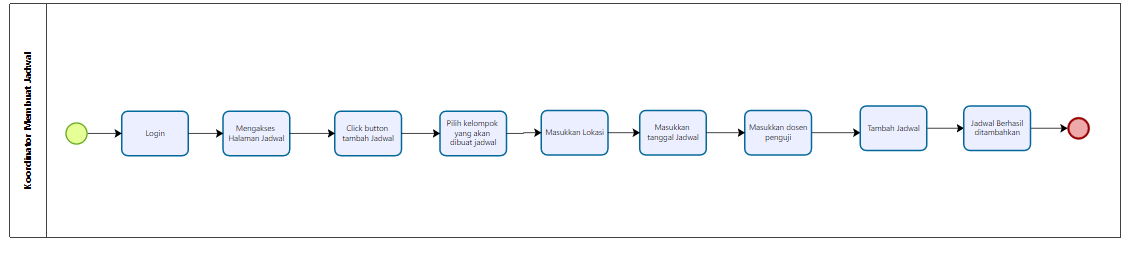 Koordinator Membuat Jadwal
Login
Mengakses
Halaman Jadwal
Click button
tambah Jadwal
Pilih kelompok
yang akan
dibuat jadwal
Masukkan Lokasi
Masukkan
tanggal Jadwal
Masukkan dosen
penguji
Tambah Jadwal
Jadwal Berhasil
ditambahkan